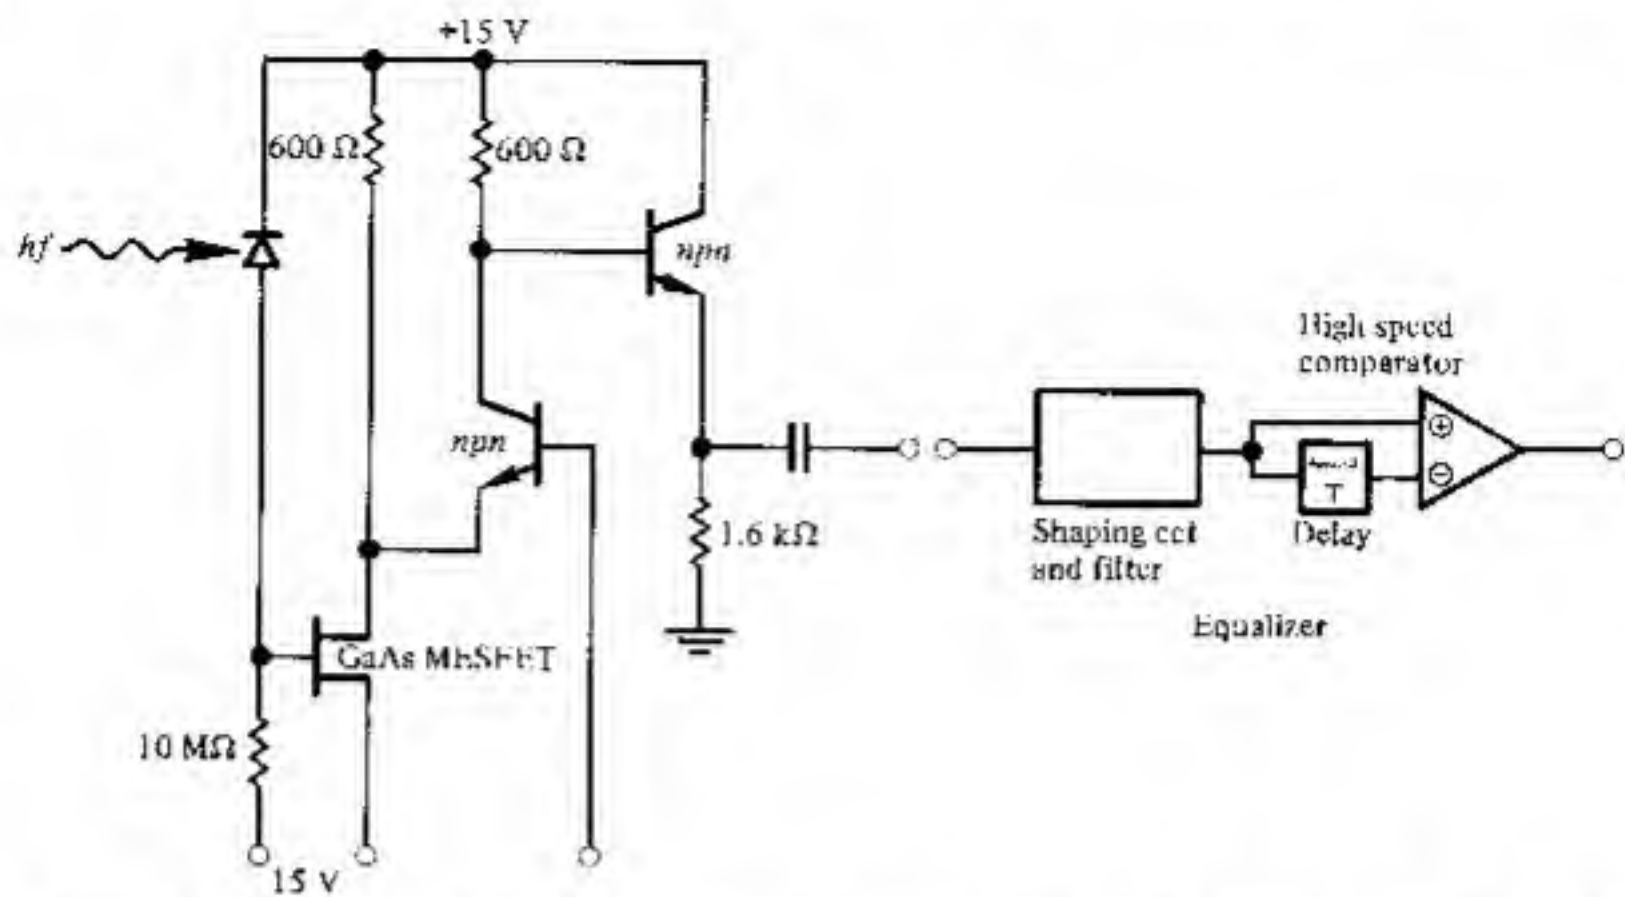 +15 V
600 Ω
600 Ω
hf
npn
npn
High speed
comparator
1.6 kΩ
T
Shaping cct
and filter
Delay
Equalizer
GaAs MESFET
10 MΩ
15 V